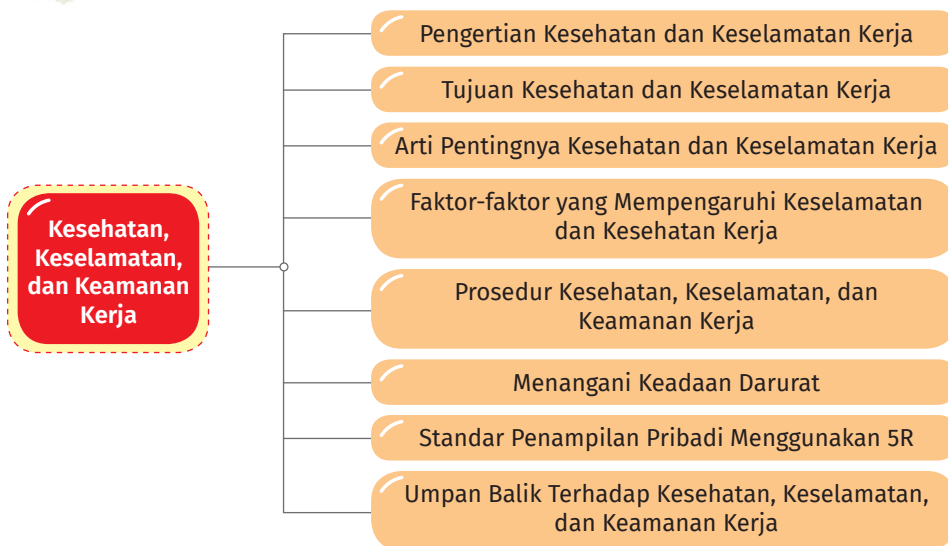 Kesehatan,
Keselamatan,
dan Keamanan
Kerja
Pengertian Kesehatan dan Keselamatan Kerja
Tujuan Kesehatan dan Keselamatan Kerja
Arti Pentingnya Kesehatan dan Keselamatan Kerja
Faktor-faktor yang Mempengaruhi Keselamatan
dan Kesehatan Kerja
Prosedur Kesehatan, Keselamatan, dan
Keamanan Kerja
Menangani Keadaan Darurat
Standar Penampilan Pribadi Menggunakan 5R
Umpan Balik Terhadap Kesehatan, Keselamatan,
dan Keamanan Kerja